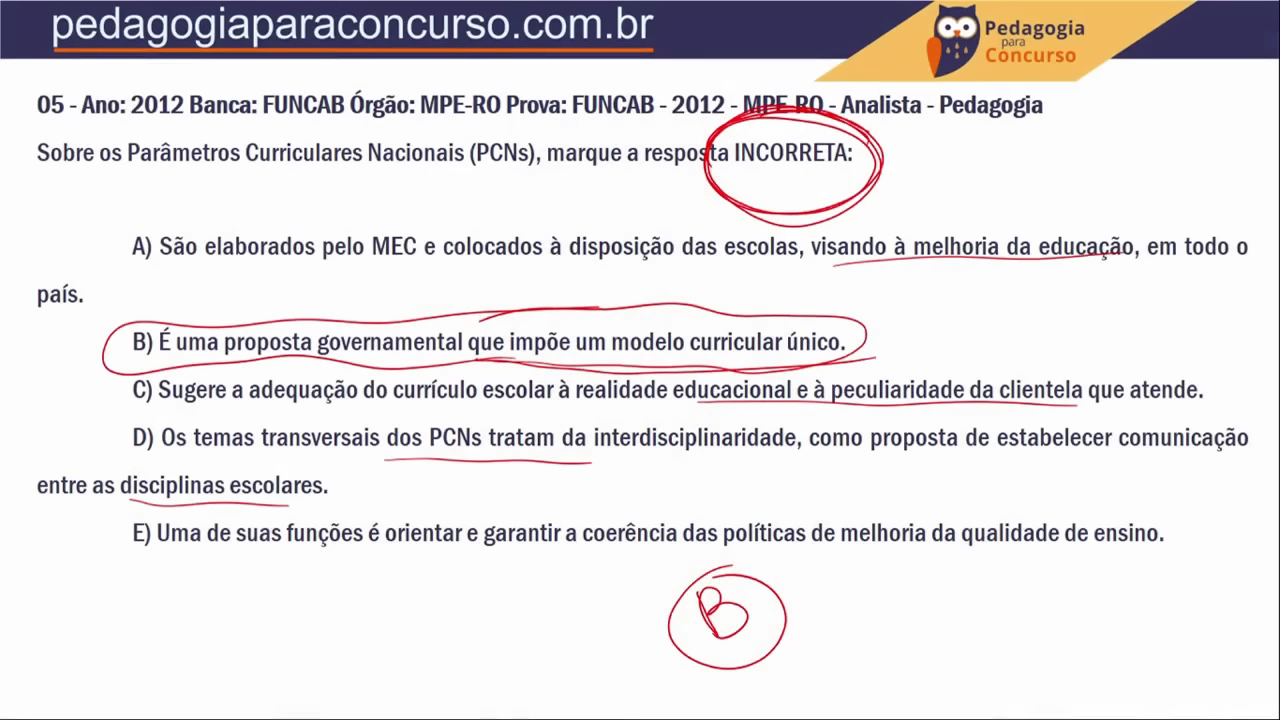 pedagogiaparaconcurso.com.br
Pedagogia
para
Concurso
05 - Ano: 2012 Banca: FUNCAB Órgão: MPE-RO Prova: FUNCAB - 2012 - MPE-RO - Analista - Pedagogia
Sobre os Parâmetros Curriculares Nacionais (PCNs), marque a resposta INCORRETA:
A) São elaborados pelo MEC e colocados à disposição das escolas, visando à melhoria da educação, em todo o
país.
B) É uma proposta governamental que impõe um modelo curricular único.
C) Sugere a adequação do currículo escolar à realidade educacional e à peculiaridade da clientela que atende.
D) Os temas transversais dos PCNs tratam da interdisciplinaridade, como proposta de estabelecer comunicação
entre as disciplinas escolares.
E) Uma de suas funções é orientar e garantir a coerência das políticas de melhoria da qualidade de ensino.
B